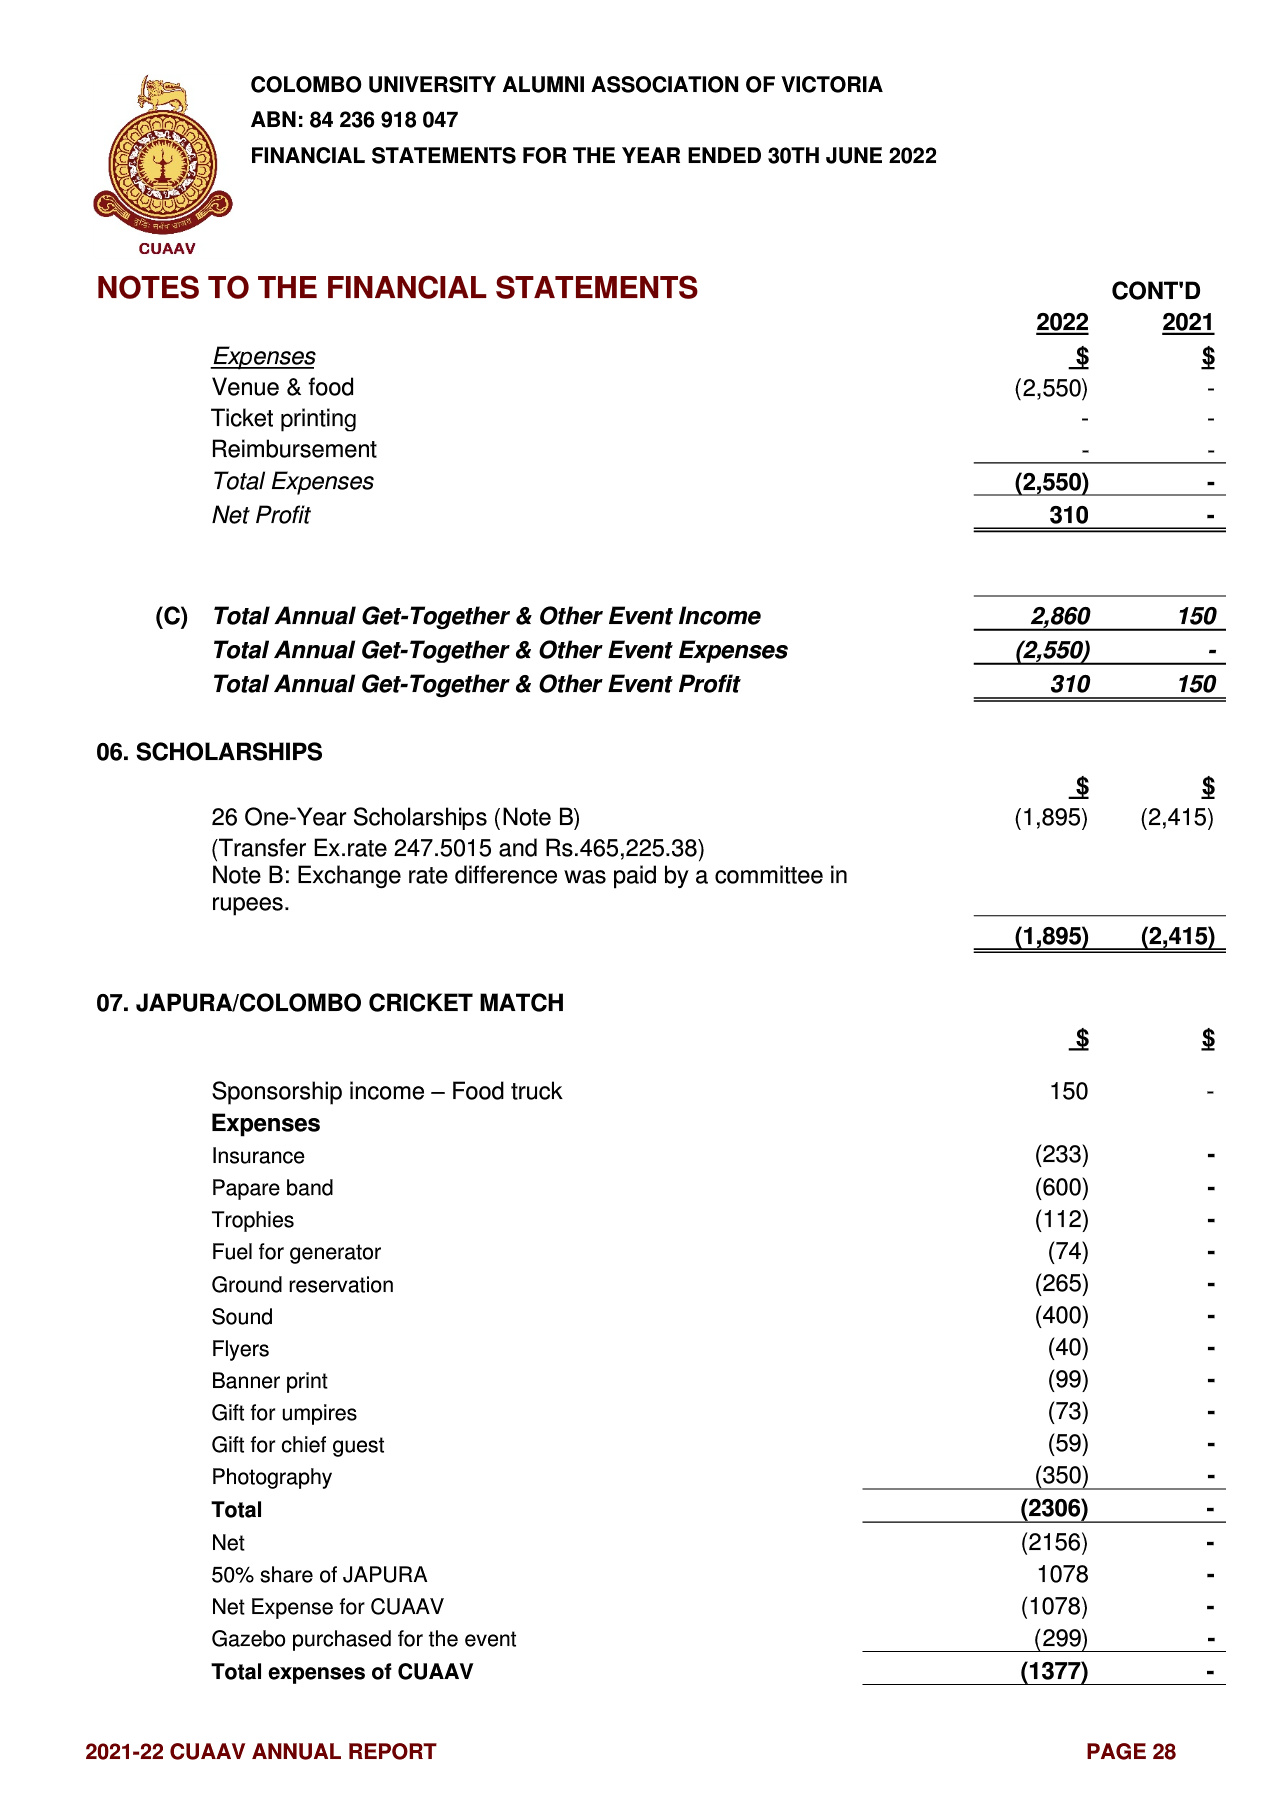 COLOMBO UNIVERSITY ALUMNI ASSOCIATION OF VICTORIA
ABN: 84 236 918 047
FINANCIAL STATEMENTS FOR THE YEAR ENDED 30TH JUNE 2022
CUAAV
NOTES TO THE FINANCIAL STATEMENTS CONT'D
2022 2021
Expenses $ $
Venue & food (2,550) -
Ticket printing - -
Reimbursement - -
Total Expenses (2,550) -
Net Profit 310 -
(C) Total Annual Get-Together & Other Event Income 2,860 150
Total Annual Get-Together & Other Event Expenses (2,550) -
Total Annual Get-Together & Other Event Profit 310 150
06. SCHOLARSHIPS
$ $
26 One-Year Scholarships (Note B) (1,895) (2,415)
(Transfer Ex.rate 247.5015 and Rs.465,225.38)
Note B: Exchange rate difference was paid by a committee in
rupees.
(1,895) (2,415)
07. JAPURA/COLOMBO CRICKET MATCH
$ $
Sponsorship income – Food truck 150 -
Expenses
Insurance (233) -
Papare band (600) -
Trophies (112) -
Fuel for generator (74) -
Ground reservation (265) -
Sound (400) -
Flyers (40) -
Banner print (99) -
Gift for umpires (73) -
Gift for chief guest (59) -
Photography (350) -
Total (2306) -
Net (2156) -
50% share of JAPURA 1078 -
Net Expense for CUAAV (1078) -
Gazebo purchased for the event (299) -
Total expenses of CUAAV (1377) -
2021-22 CUAAV ANNUAL REPORT PAGE 28